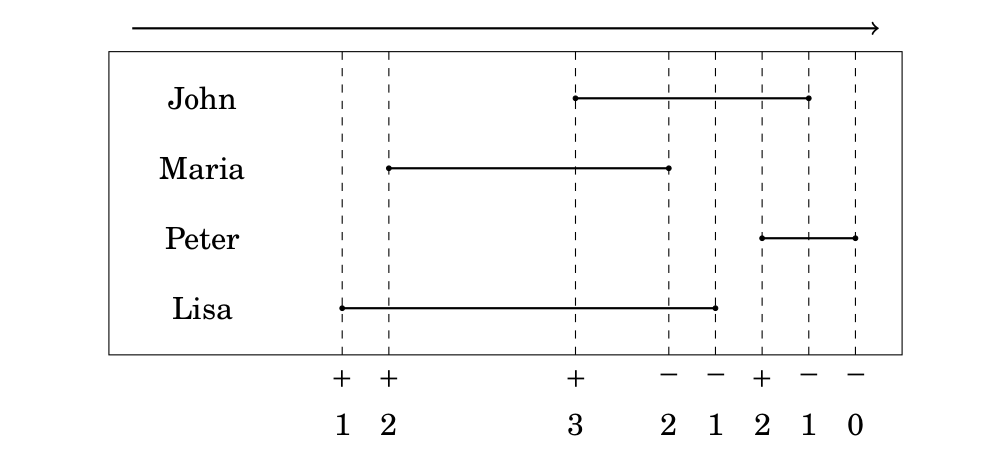 John
Maria
Peter
Lisa
+ + + − − + − −
1 2 3 2 1 2 1 0